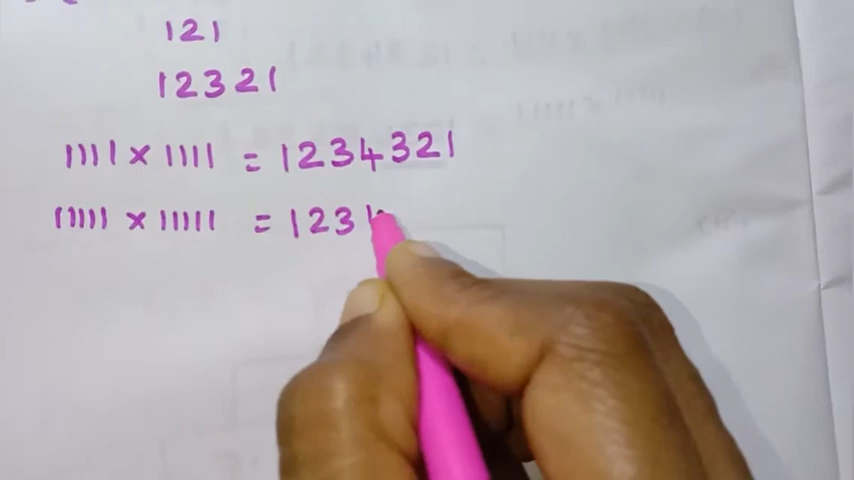 121
12321
1111 × 1111 = 1234321
11111 × 11111 = 123